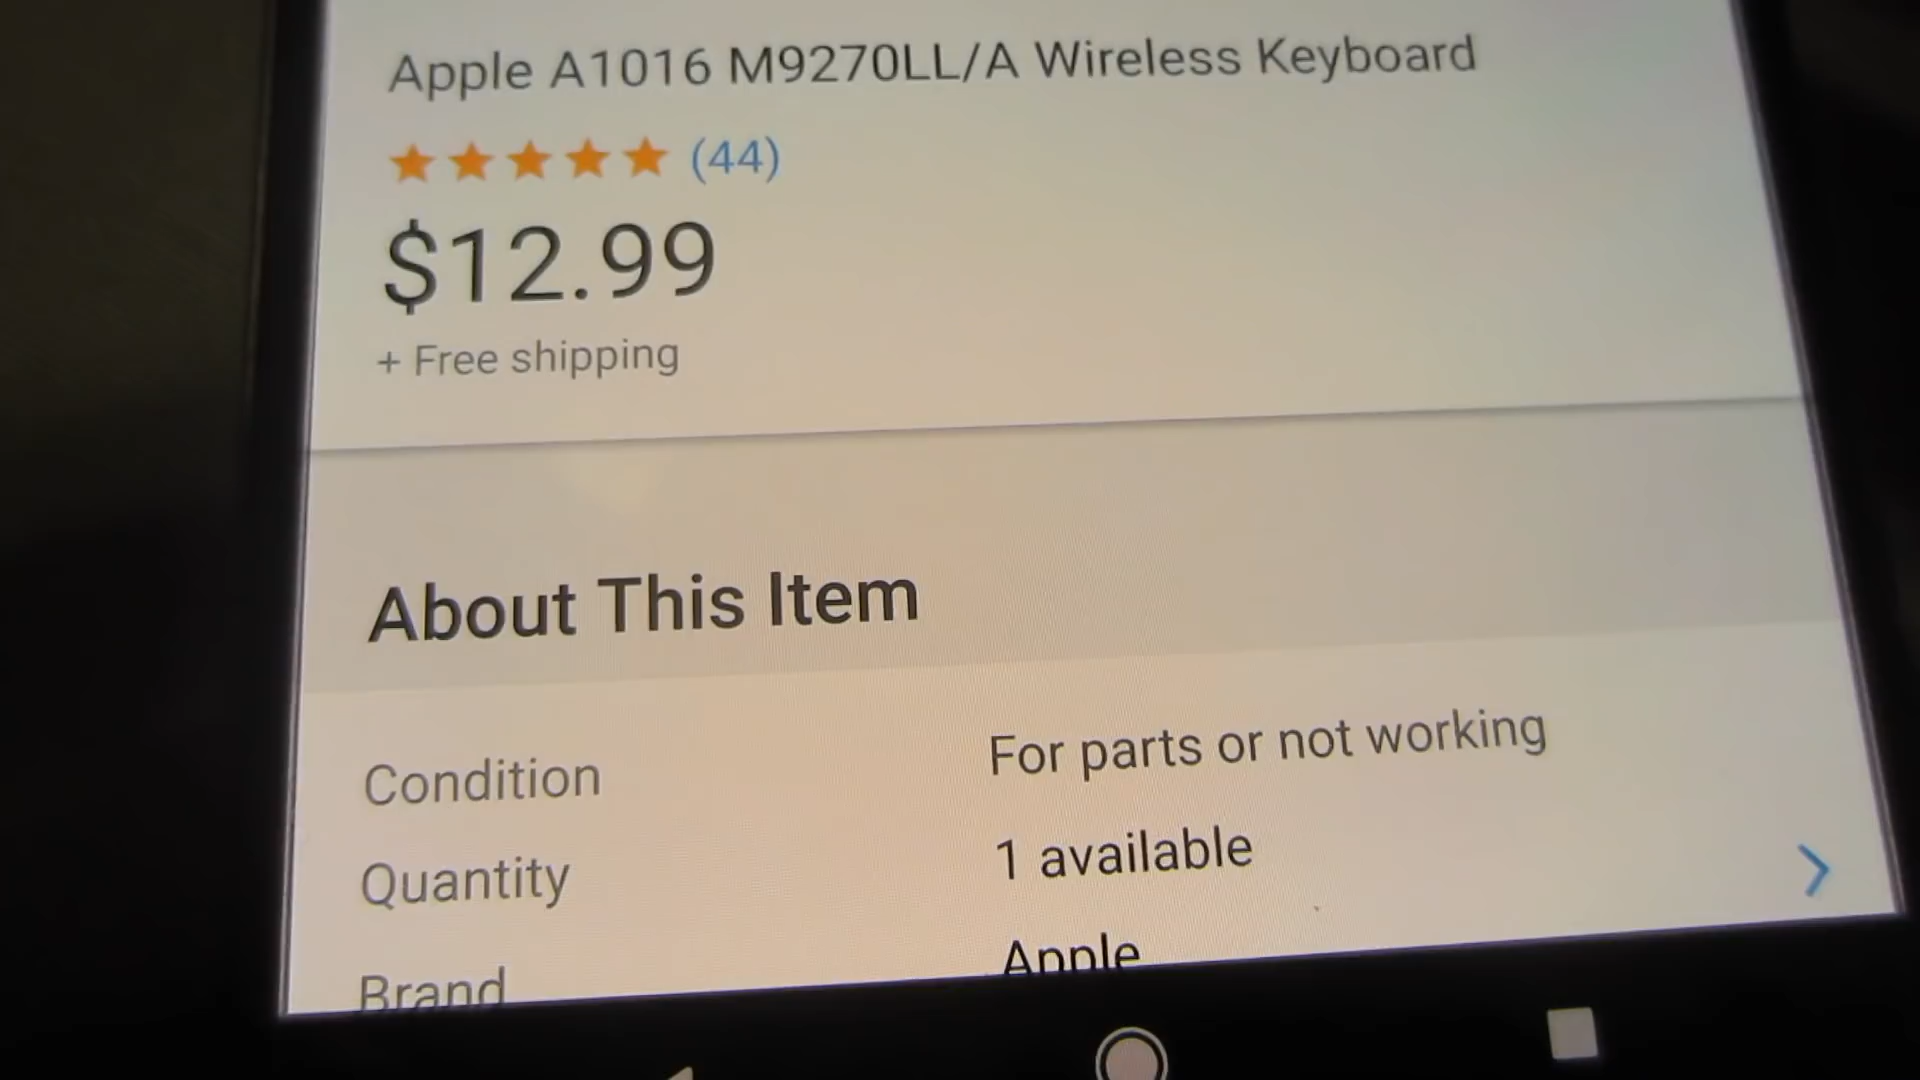 Apple A1016 M9270LL/A Wireless Keyboard
(44)
$12.99
+ Free shipping
About This Item
Condition For parts or not working
Quantity 1 available
Brand Apple